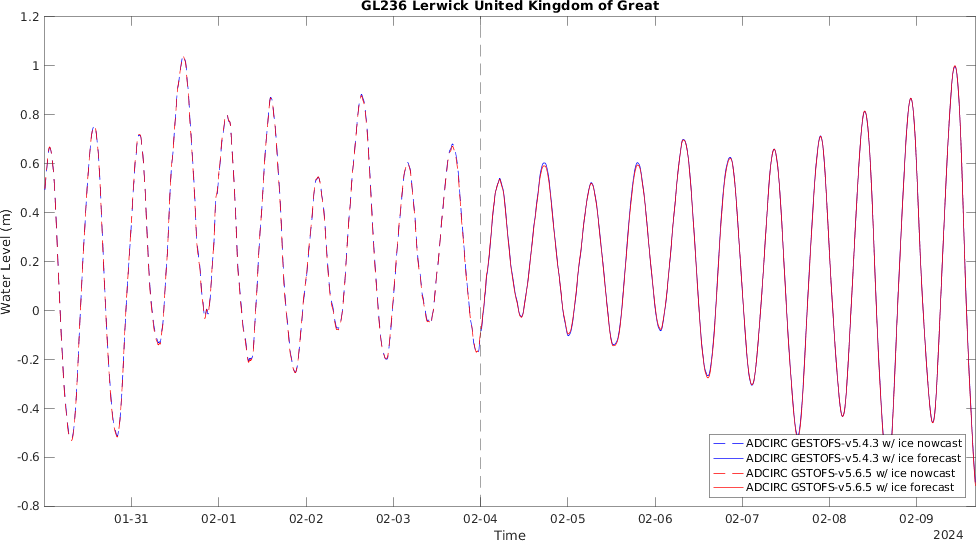 GL236 Lerwick United Kingdom of Great
1.2
1
0.8
0.6
0.4
0.2
0
-0.2
-0.4
-0.6
-0.8
Water Level (m)
ADCIRC GESTOFS-v5.4.3 w/ ice nowcast
ADCIRC GESTOFS-v5.4.3 w/ ice forecast
ADCIRC GSTOFS-v5.6.5 w/ ice nowcast
ADCIRC GSTOFS-v5.6.5 w/ ice forecast
01-31 02-01 02-02 02-03 02-04 02-05 02-06 02-07 02-08 02-09
Time
2024